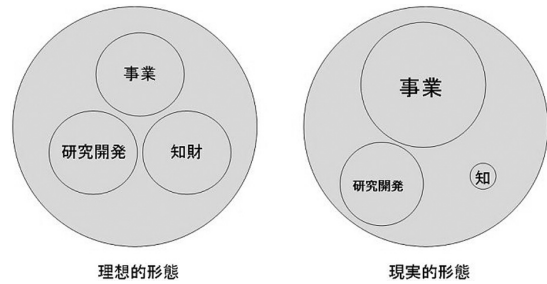 事業
研究開発
知財
理想的形態
事業
研究開発
知
現実的形態